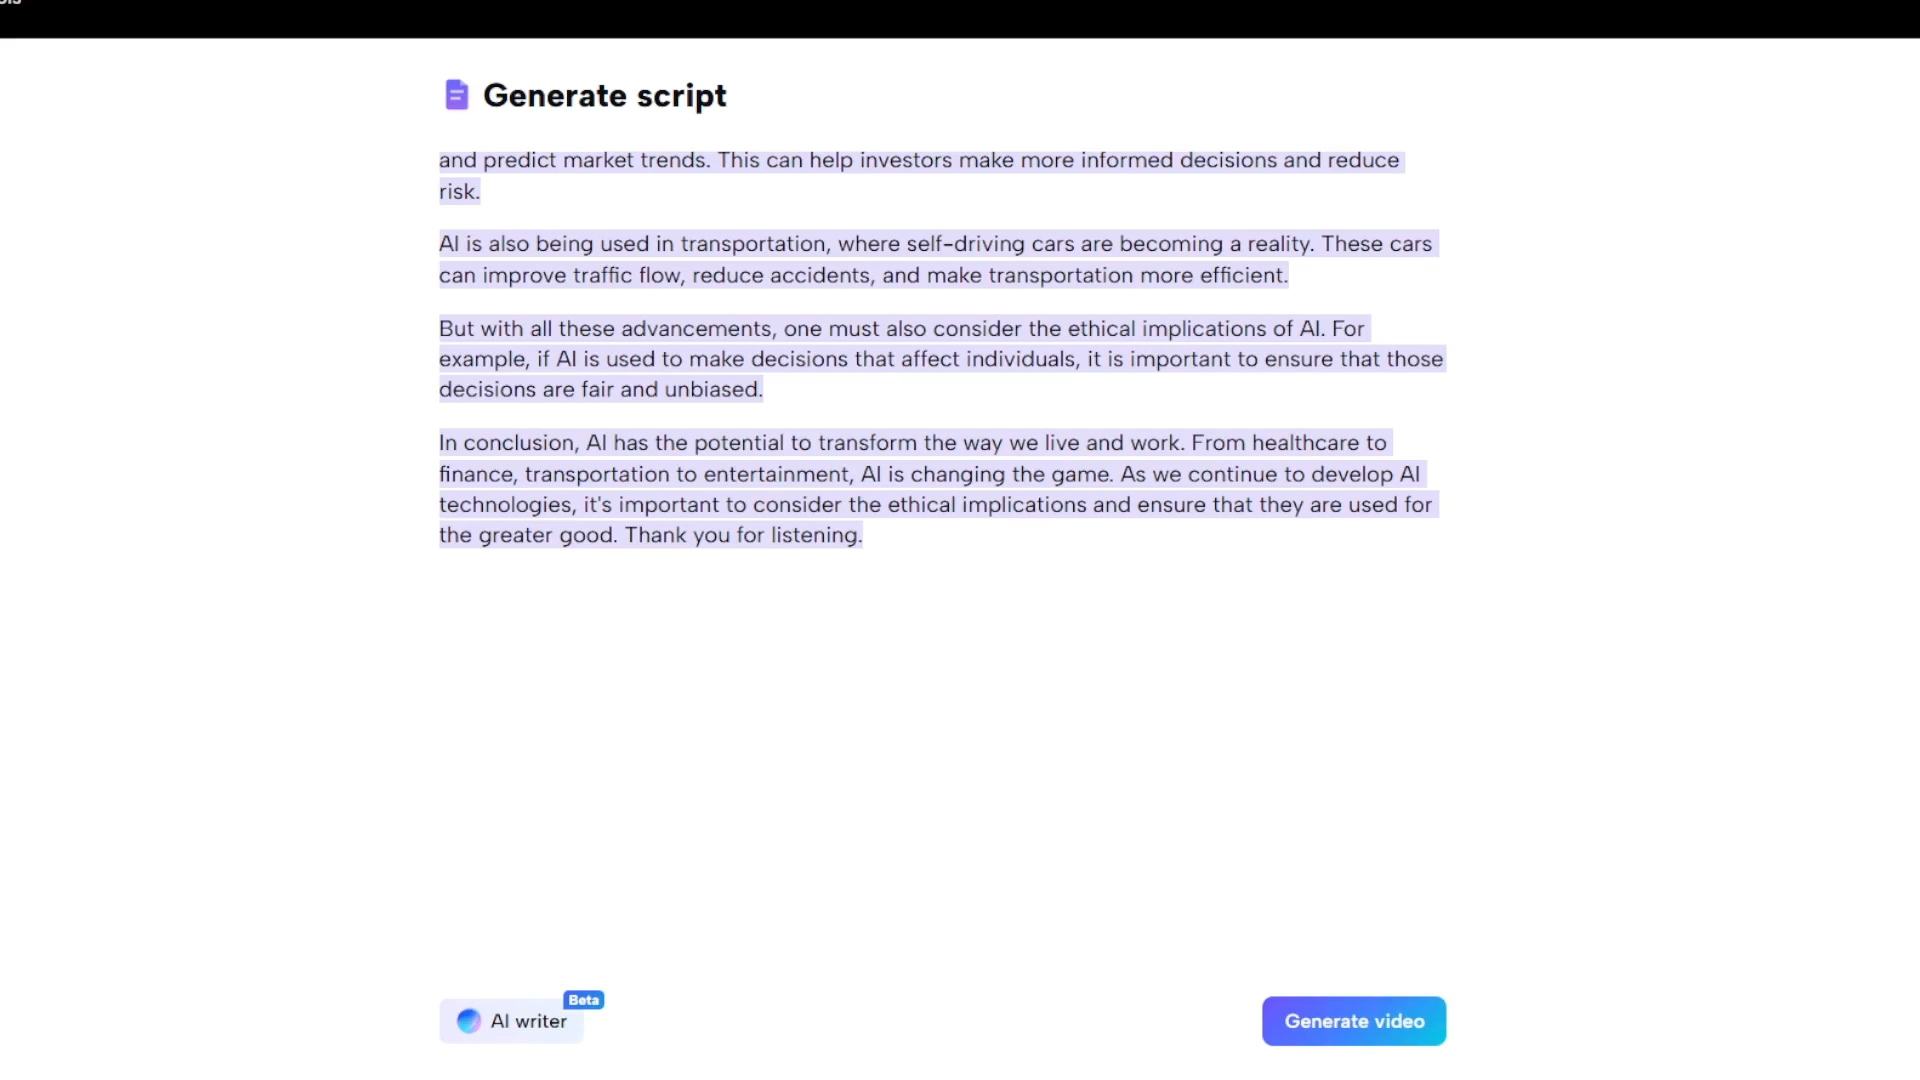 Generate script
and predict market trends. This can help investors make more informed decisions and reduce
risk.
AI is also being used in transportation, where self-driving cars are becoming a reality. These cars
can improve traffic flow, reduce accidents, and make transportation more efficient.
But with all these advancements, one must also consider the ethical implications of AI. For
example, if AI is used to make decisions that affect individuals, it is important to ensure that those
decisions are fair and unbiased.
In conclusion, AI has the potential to transform the way we live and work. From healthcare to
finance, transportation to entertainment, AI is changing the game. As we continue to develop AI
technologies, it's important to consider the ethical implications and ensure that they are used for
the greater good. Thank you for listening.
Beta
AI writer
Generate video